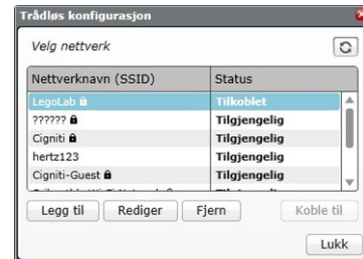 Trådløs konfigurasjon
Velg nettverk
Nettverknavn (SSID) Status
LegoLab Tilkoblet
?????? Tilgjengelig
Cigniti Tilgjengelig
hertz123 Tilgjengelig
Cigniti-Guest Tilgjengelig
Legg til Rediger Fjern Koble til
Lukk